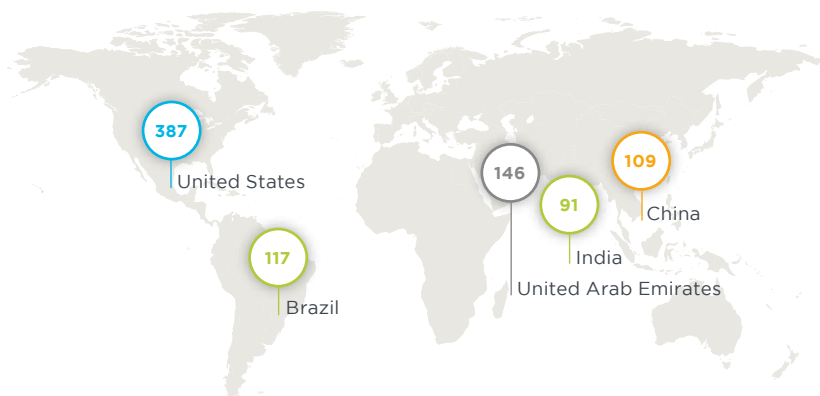 387
United States
117
Brazil
146
United Arab Emirates
91
India
109
China